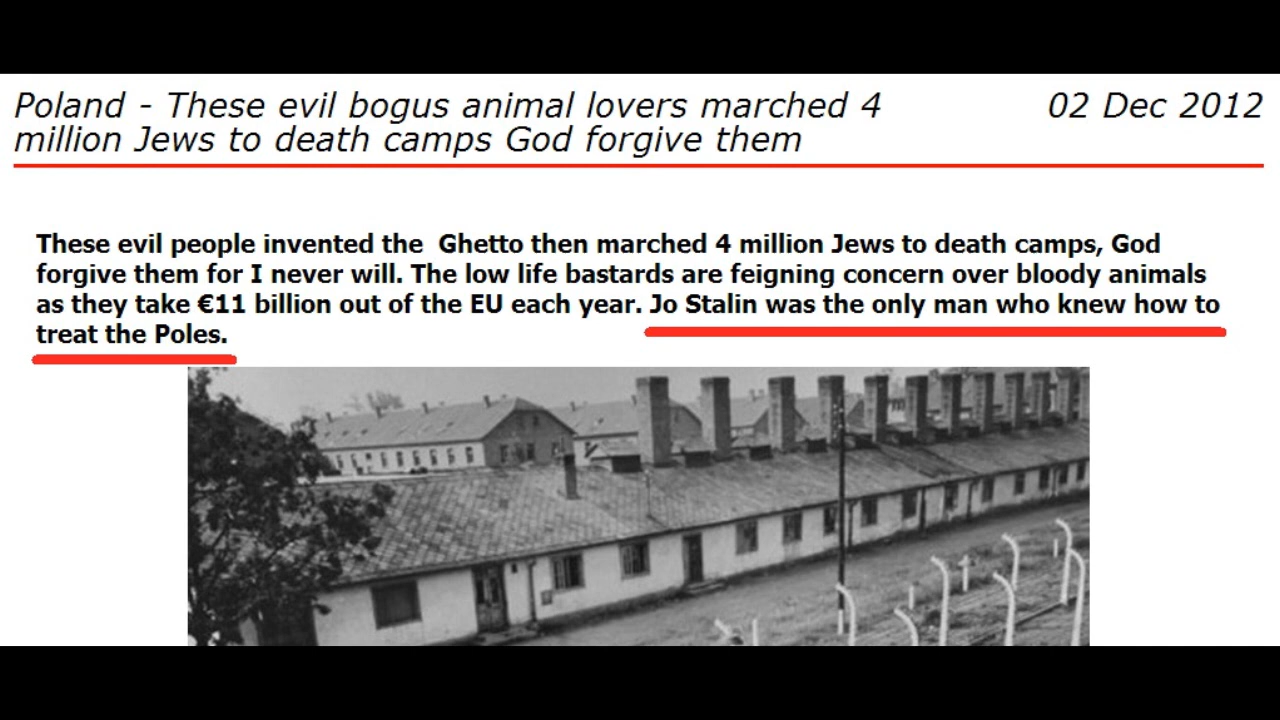 Poland - These evil bogus animal lovers marched 4
million Jews to death camps God forgive them
02 Dec 2012
These evil people invented the  Ghetto then marched 4 million Jews to death camps, God
forgive them for I never will. The low life bastards are feigning concern over bloody animals
as they take €11 billion out of the EU each year. Jo Stalin was the only man who knew how to
treat the Poles.